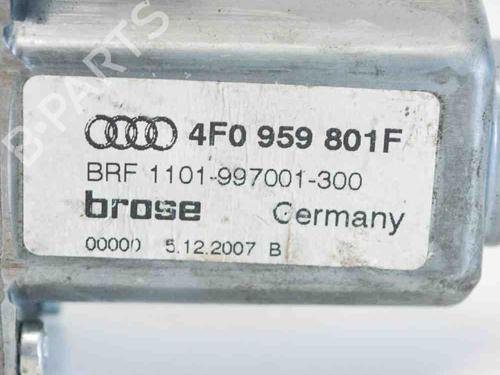 4F0 959 801F
BRF 1101-997001-300
brose Germany
00000 5.12.2007 B
B-PARTS